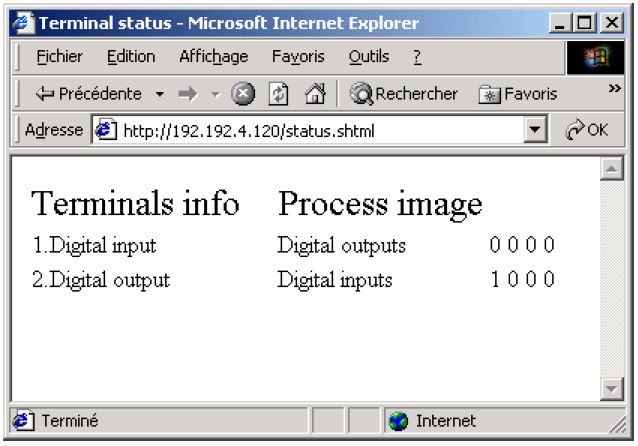 Terminal status - Microsoft Internet Explorer
Fichier Edition Affichage Favoris Outils ?
Précédente Rechercher Favoris »
Adresse http://192.192.4.120/status.shtml OK
Terminals info Process image
1.Digital input Digital outputs 0 0 0 0
2.Digital output Digital inputs 1 0 0 0
Terminé Internet